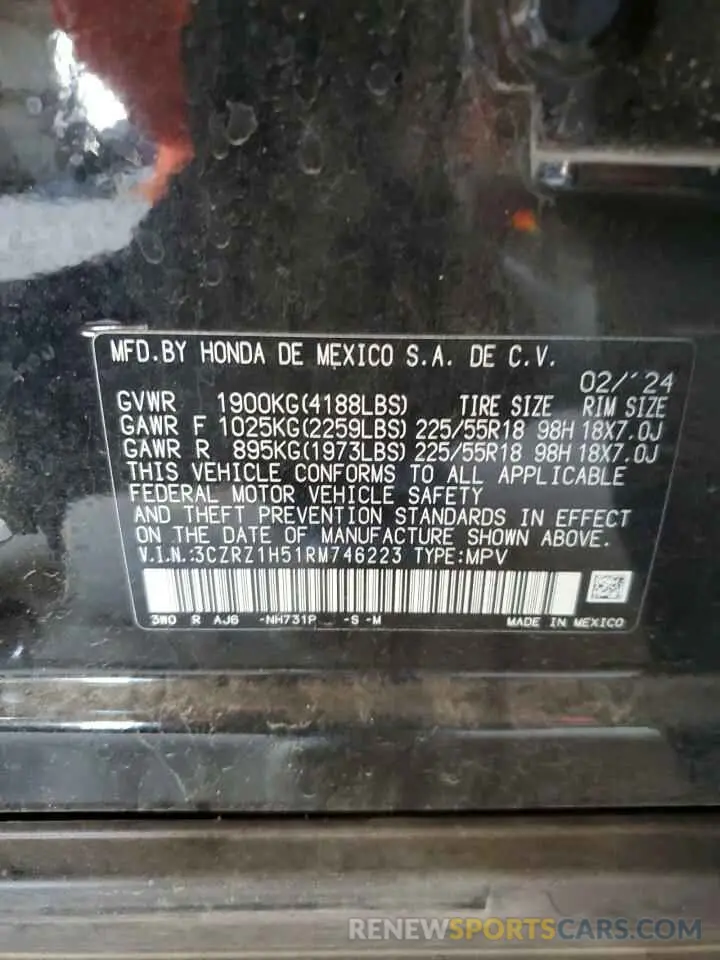 MFD.BY HONDA DE MEXICO S.A. DE C.V.
02/'24
GVWR 1900KG(4188LBS) TIRE SIZE RIM SIZE
GAWR F 1025KG(2259LBS) 225/55R18 98H 18X7.0J
GAWR R 895KG(1973LBS) 225/55R18 98H 18X7.0J
THIS VEHICLE CONFORMS TO ALL APPLICABLE
FEDERAL MOTOR VEHICLE SAFETY
AND THEFT PREVENTION STANDARDS IN EFFECT
ON THE DATE OF MANUFACTURE SHOWN ABOVE.
V.I.N.:3CZRZ1H51RM746223 TYPE:MPV
3W0 R AJ6 -NH731P -S -M MADE IN MEXICO
RENEWSPORTSCARS.COM